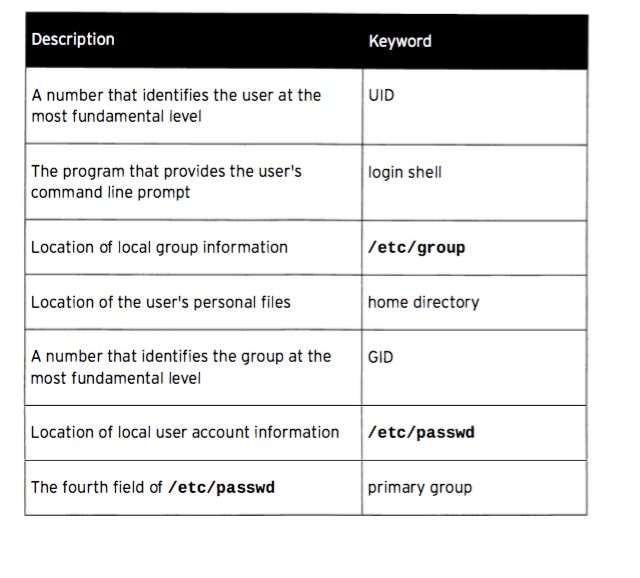 Description Keyword
A number that identifies the user at the UID
most fundamental level
The program that provides the user's login shell
command line prompt
Location of local group information /etc/group
Location of the user's personal files home directory
A number that identifies the group at the GID
most fundamental level
Location of local user account information /etc/passwd
The fourth field of /etc/passwd primary group